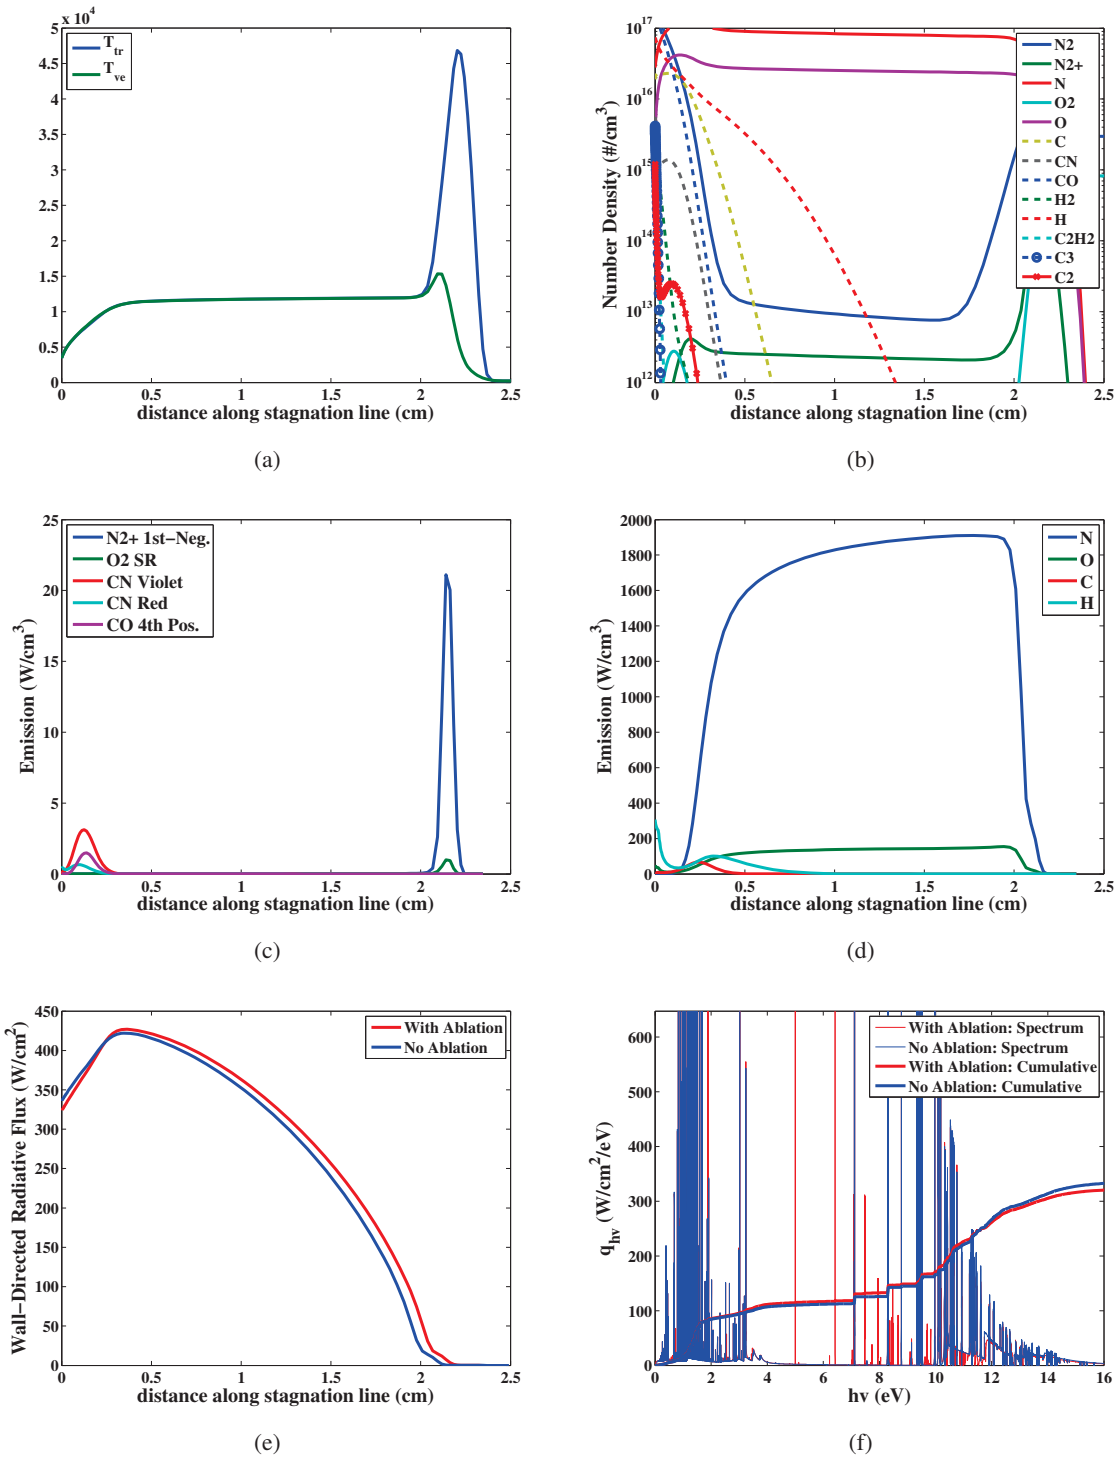 x 10^4
5
4.5
4
3.5
3
2.5
2
1.5
1
0.5
0
T_tr
T_ve
0 0.5 1 1.5 2 2.5
distance along stagnation line (cm)
(a)
Number Density (#/cm^3)
10^17
10^16
10^15
10^14
10^13
10^12
N2
N2+
N
O2
O
C
CN
CO
H2
H
C2H2
C3
C2
0 0.5 1 1.5 2 2.5
distance along stagnation line (cm)
(b)
Emission (W/cm^3)
25
20
15
10
5
0
N2+ 1st-Neg.
O2 SR
CN Violet
CN Red
CO 4th Pos.
0 0.5 1 1.5 2 2.5
distance along stagnation line (cm)
(c)
Emission (W/cm^3)
2000
1800
1600
1400
1200
1000
800
600
400
200
0
N
O
C
H
0 0.5 1 1.5 2 2.5
distance along stagnation line (cm)
(d)
Wall-Directed Radiative Flux (W/cm^2)
450
400
350
300
250
200
150
100
50
0
With Ablation
No Ablation
0 0.5 1 1.5 2 2.5
distance along stagnation line (cm)
(e)
q_hν (W/cm^2/eV)
600
500
400
300
200
100
0
With Ablation: Spectrum
No Ablation: Spectrum
With Ablation: Cumulative
No Ablation: Cumulative
0 2 4 6 8 10 12 14 16
hν (eV)
(f)